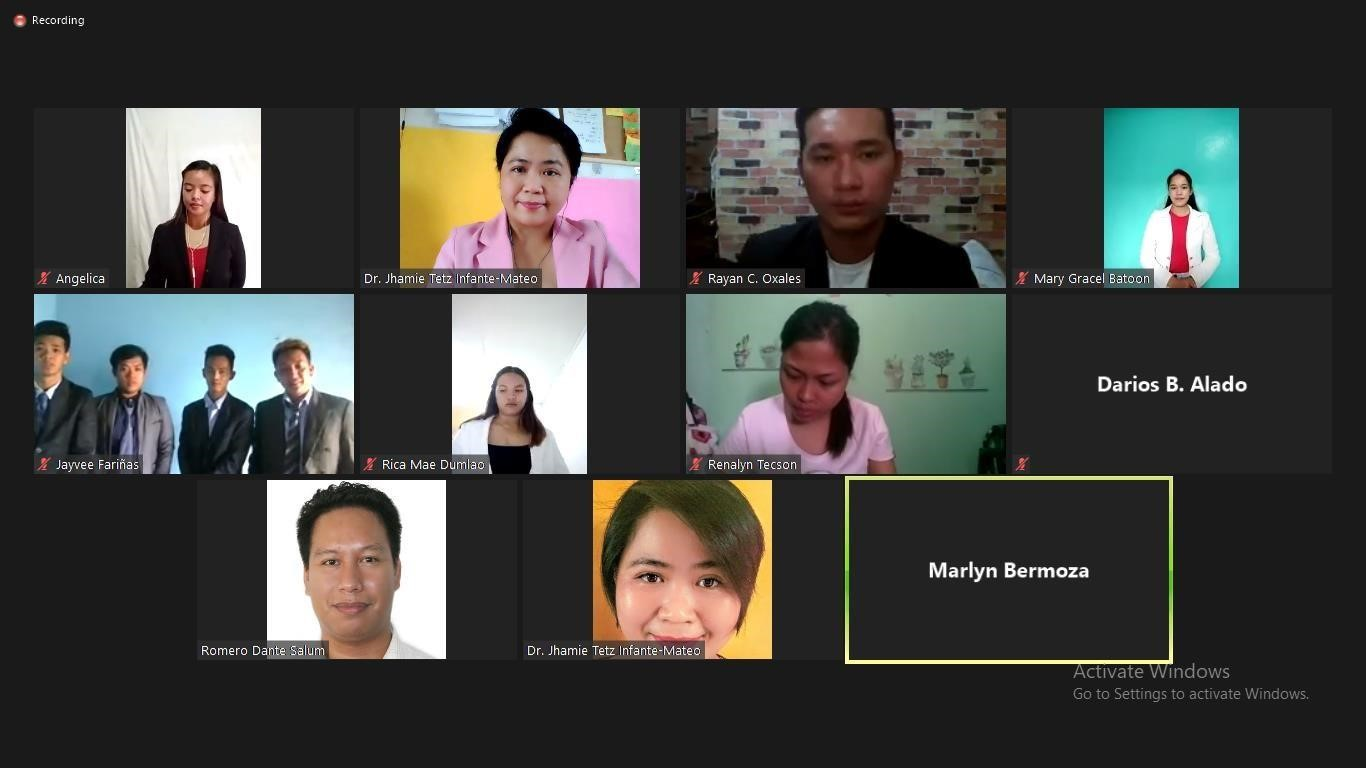 Recording
Angelica
Dr. Jhamie Tetz Infante-Mateo
Rayan C. Oxales
Mary Gracel Batoon
Jayvee Fariñas
Rica Mae Dumlao
Renalyn Tecson
Darios B. Alado
Romero Dante Salum
Dr. Jhamie Tetz Infante-Mateo
Marlyn Bermoza
Activate Windows
Go to Settings to activate Windows.